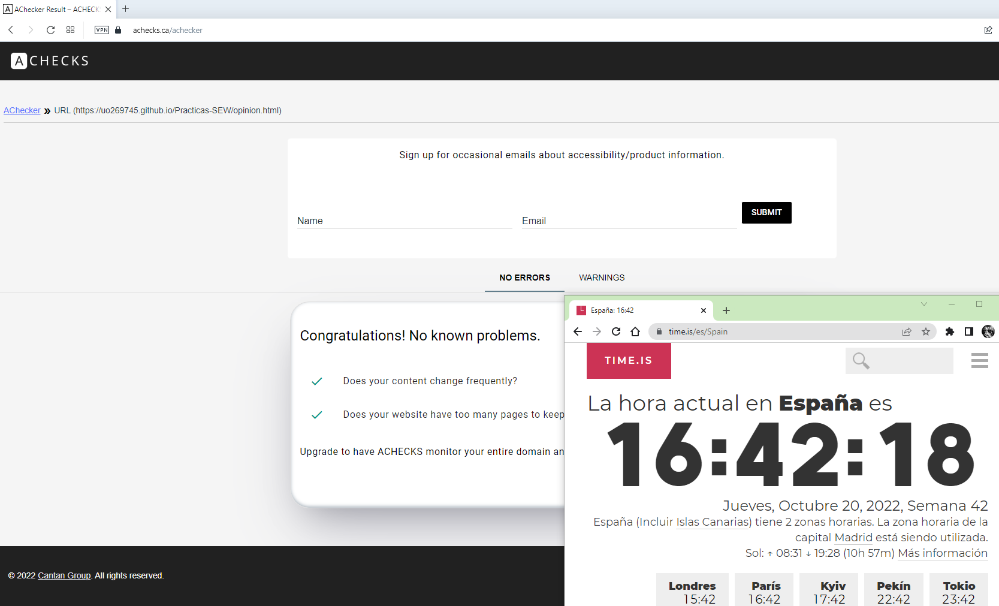 AChecker Result – ACHECK
VPN
achecks.ca/achecker
ACHECKS
AChecker » URL (https://uo269745.github.io/Practicas-SEW/opinion.html)
Sign up for occasional emails about accessibility/product information.
Name
Email
SUBMIT
NO ERRORS
WARNINGS
Congratulations! No known problems.
Does your content change frequently?
Does your website have too many pages to keep
Upgrade to have ACHECKS monitor your entire domain an
© 2022 Cantan Group. All rights reserved.
España: 16:42
time.is/es/Spain
TIME.IS
La hora actual en España es
16:42:18
Jueves, Octubre 20, 2022, Semana 42
España (Incluir Islas Canarias) tiene 2 zonas horarias. La zona horaria de la
capital Madrid está siendo utilizada.
Sol: ↑ 08:31 ↓ 19:28 (10h 57m) Más información
Londres
15:42
París
16:42
Kyiv
17:42
Pekín
22:42
Tokio
23:42